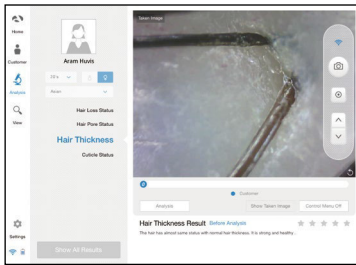 Taken Image
Home
Customer
Analysis
View
Settings
Aram Huvis
20's
Asian
Hair Loss Status
Hair Pore Status
Hair Thickness
Cuticle Status
Show All Results
Customer
Analysis
Show Taken Image
Control Menu Off
Hair Thickness Result Before Analysis
The hair has almost same status with normal hair thickness. It is strong and healthy .